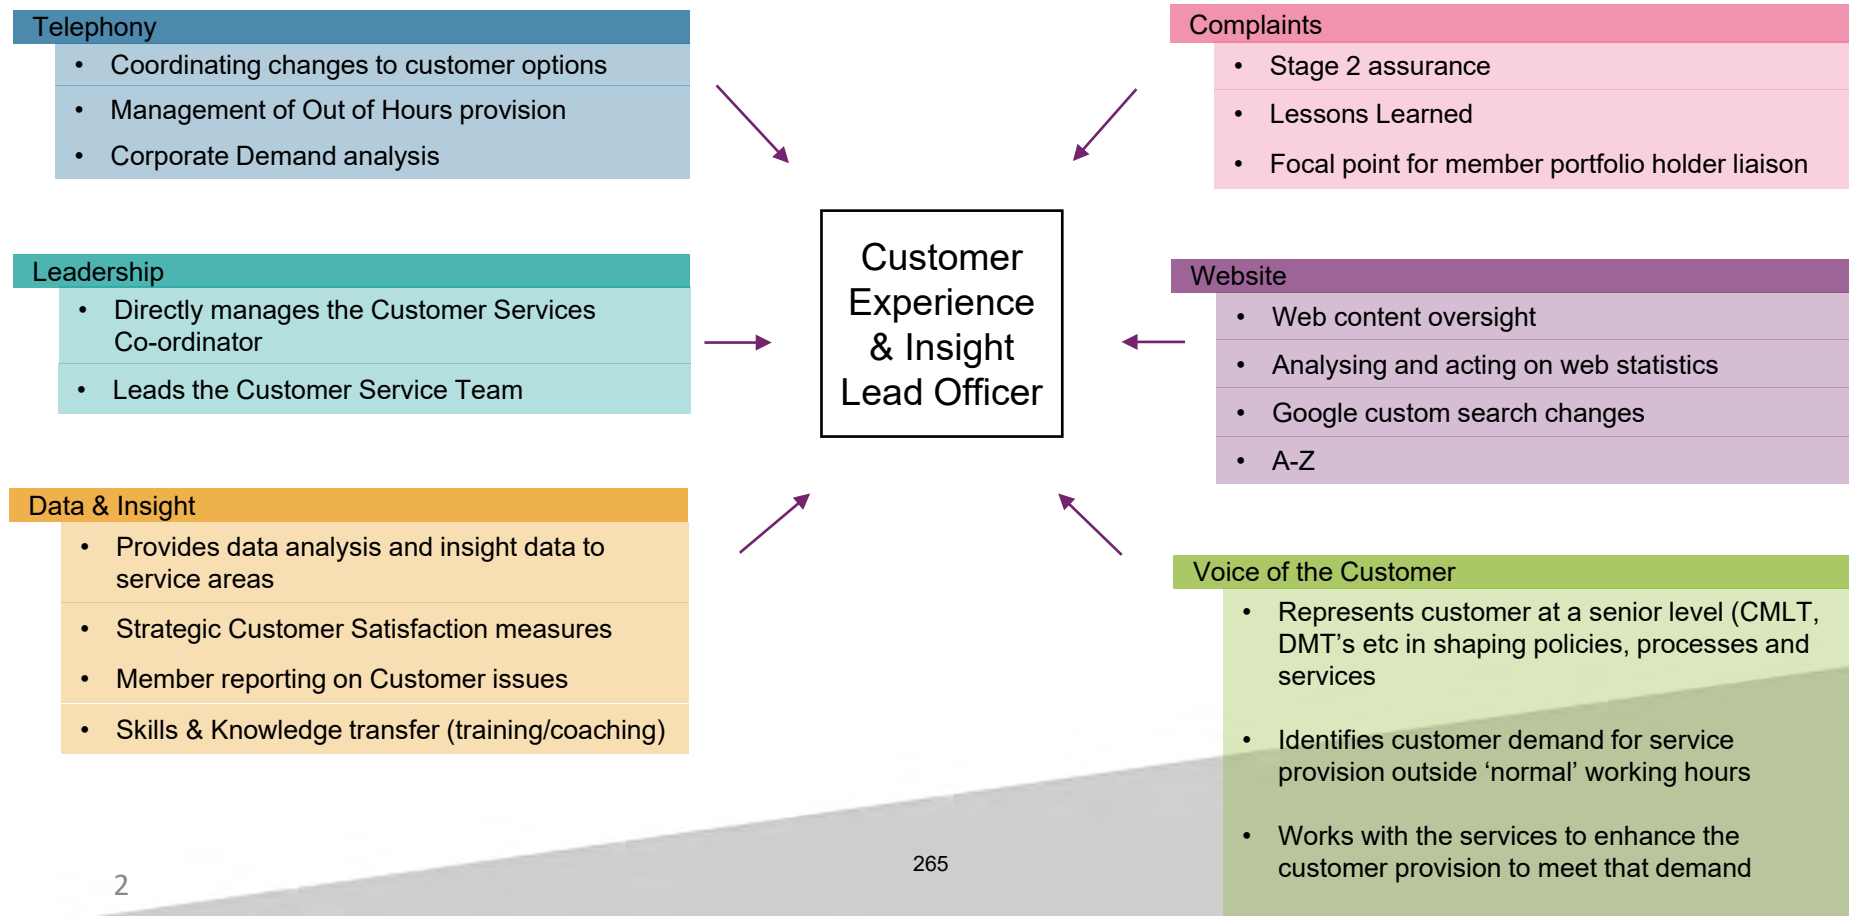 Telephony
• Coordinating changes to customer options
• Management of Out of Hours provision
• Corporate Demand analysis
Leadership
• Directly manages the Customer Services
Co-ordinator
• Leads the Customer Service Team
Data & Insight
• Provides data analysis and insight data to
service areas
• Strategic Customer Satisfaction measures
• Member reporting on Customer issues
• Skills & Knowledge transfer (training/coaching)
Customer
Experience
& Insight
Lead Officer
Complaints
• Stage 2 assurance
• Lessons Learned
• Focal point for member portfolio holder liaison
Website
• Web content oversight
• Analysing and acting on web statistics
• Google custom search changes
• A-Z
Voice of the Customer
• Represents customer at a senior level (CMLT,
DMT’s etc in shaping policies, processes and
services
• Identifies customer demand for service
provision outside ‘normal’ working hours
• Works with the services to enhance the
customer provision to meet that demand
265
2